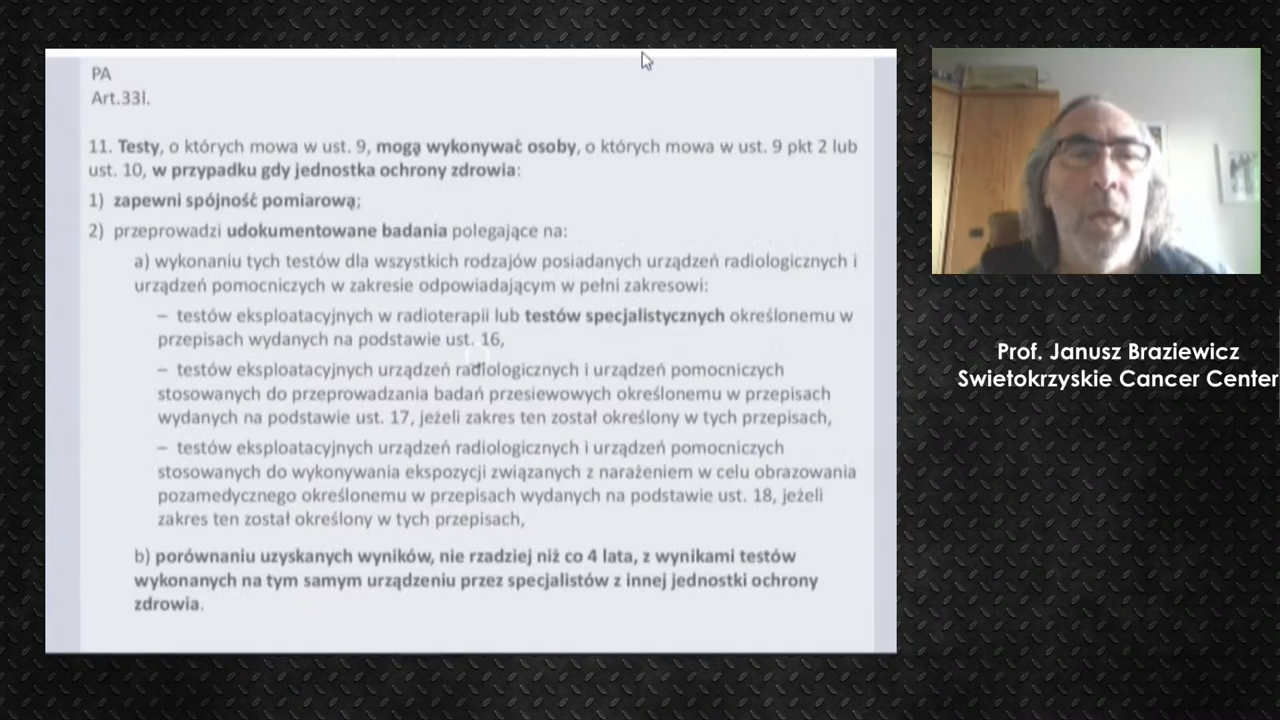 PA
Art.33l.
11. Testy, o których mowa w ust. 9, mogą wykonywać osoby, o których mowa w ust. 9 pkt 2 lub
ust. 10, w przypadku gdy jednostka ochrony zdrowia:
1) zapewni spójność pomiarową;
2) przeprowadzi udokumentowane badania polegające na:
a) wykonaniu tych testów dla wszystkich rodzajów posiadanych urządzeń radiologicznych i
urządzeń pomocniczych w zakresie odpowiadającym w pełni zakresowi:
– testów eksploatacyjnych w radioterapii lub testów specjalistycznych określonemu w
przepisach wydanych na podstawie ust. 16,
– testów eksploatacyjnych urządzeń radiologicznych i urządzeń pomocniczych
stosowanych do przeprowadzania badań przesiewowych określonemu w przepisach
wydanych na podstawie ust. 17, jeżeli zakres ten został określony w tych przepisach,
– testów eksploatacyjnych urządzeń radiologicznych i urządzeń pomocniczych
stosowanych do wykonywania ekspozycji związanych z narażeniem w celu obrazowania
pozamedycznego określonemu w przepisach wydanych na podstawie ust. 18, jeżeli
zakres ten został określony w tych przepisach,
b) porównaniu uzyskanych wyników, nie rzadziej niż co 4 lata, z wynikami testów
wykonanych na tym samym urządzeniu przez specjalistów z innej jednostki ochrony
zdrowia.
Prof. Janusz Braziewicz
Swietokrzyskie Cancer Center